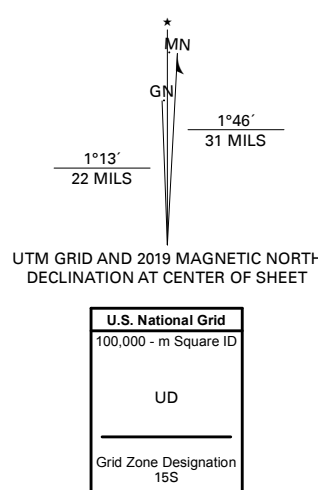 ★
MN
GN
1°46´
31 MILS
1°13´
22 MILS
UTM GRID AND 2019 MAGNETIC NORTH
DECLINATION AT CENTER OF SHEET
U.S. National Grid
100,000 - m Square ID
UD
Grid Zone Designation
15S